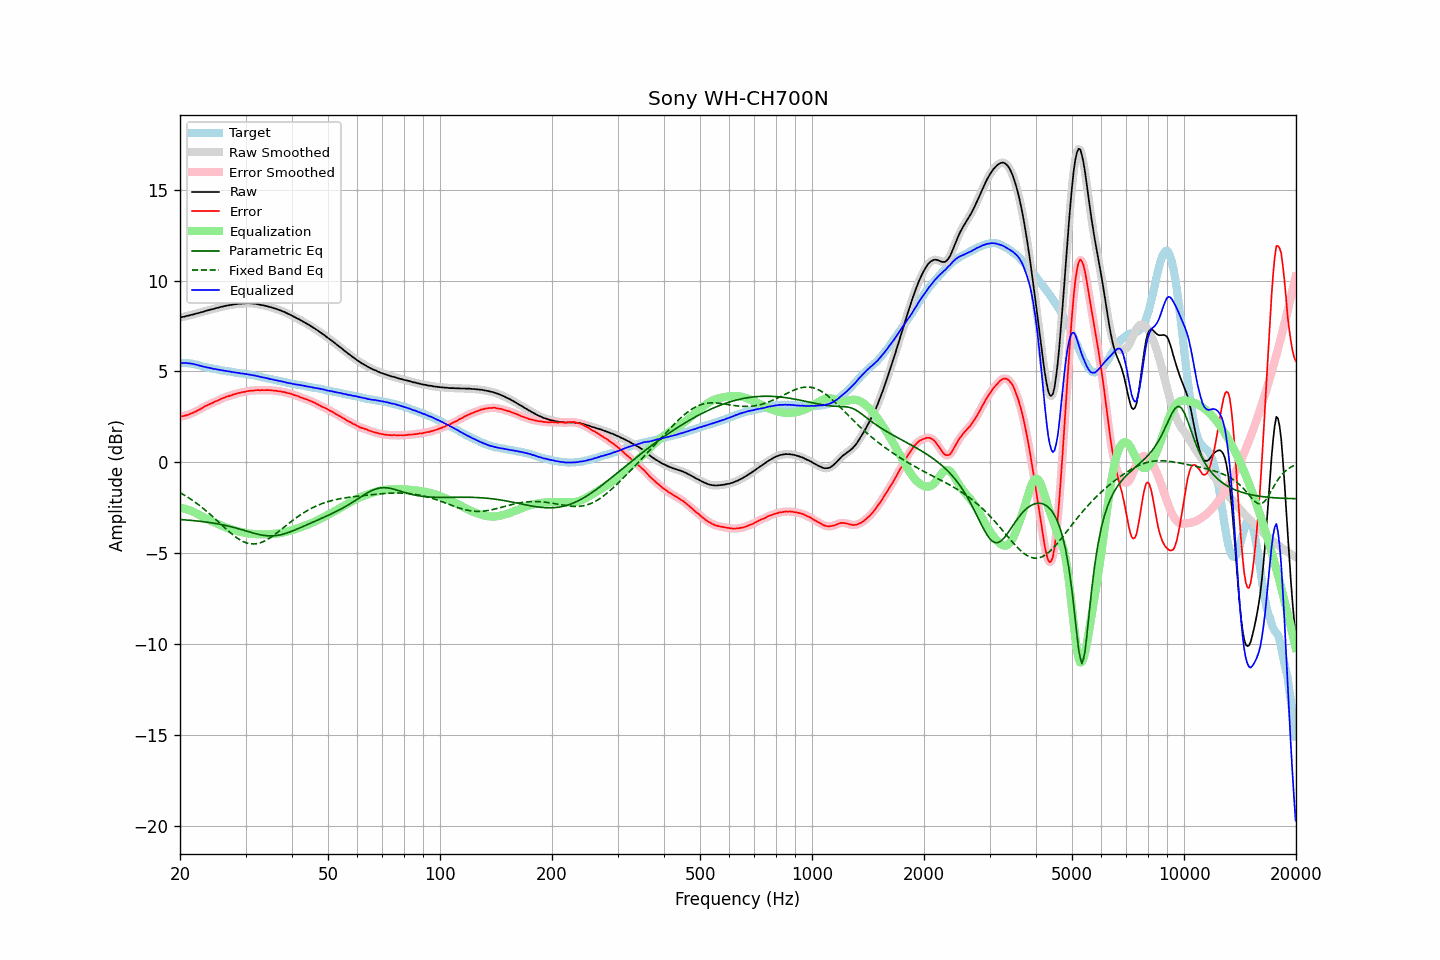 Sony WH-CH700N
Target
Raw Smoothed
Error Smoothed
Raw
Error
Equalization
Parametric Eq
Fixed Band Eq
Equalized
Amplitude (dBr)
15
10
5
0
−5
−10
−15
−20
20
50
100
200
500
1000
2000
5000
10000
20000
Frequency (Hz)